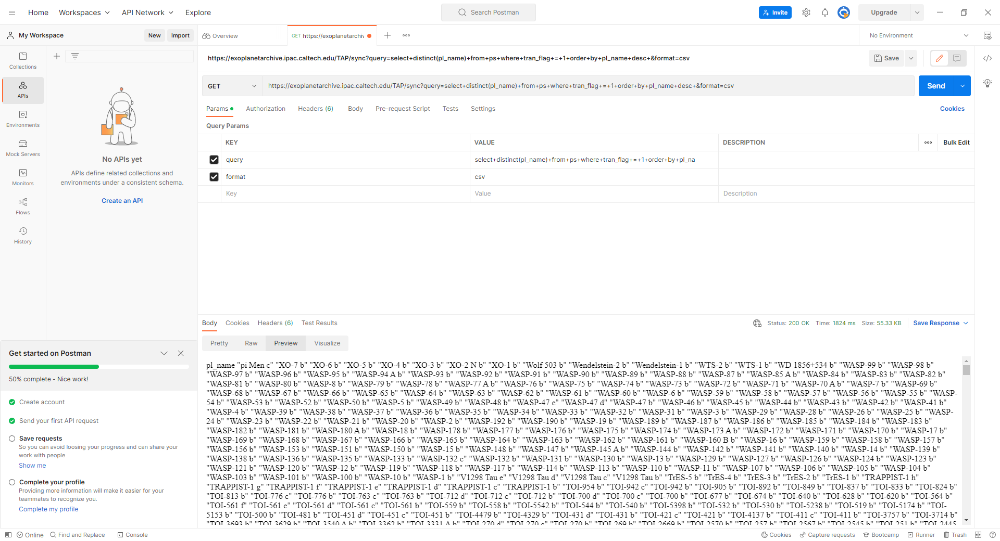 Home Workspaces API Network Explore Search Postman Invite Upgrade
My Workspace New Import Overview GET https://exoplanetarchiv No Environment
Collections
APIs
Environments
Mock Servers
Monitors
Flows
History
No APIs yet
APIs define related collections and
environments under a consistent schema.
Create an API
https://exoplanetarchive.ipac.caltech.edu/TAP/sync?query=select+distinct(pl_name)+from+ps+where+tran_flag+=+1+order+by+pl_name+desc+&format=csv Save
GET https://exoplanetarchive.ipac.caltech.edu/TAP/sync?query=select+distinct(pl_name)+from+ps+where+tran_flag+=+1+order+by+pl_name+desc+&format=csv Send
Params Authorization Headers (6) Body Pre-request Script Tests Settings Cookies
Query Params
KEY VALUE DESCRIPTION Bulk Edit
query select+distinct(pl_name)+from+ps+where+tran_flag+=+1+order+by+pl_na
format csv
Key Value Description
Body Cookies Headers (6) Test Results Status: 200 OK Time: 1824 ms Size: 55.33 KB Save Response
Pretty Raw Preview Visualize
pl_name "pi Men c" "XO-7 b" "XO-6 b" "XO-5 b" "XO-4 b" "XO-3 b" "XO-2 N b" "XO-1 b" "Wolf 503 b" "Wendelstein-2 b" "Wendelstein-1 b" "WTS-2 b" "WTS-1 b" "WD 1856+534 b" "WASP-99 b" "WASP-98 b"
"WASP-97 b" "WASP-96 b" "WASP-95 b" "WASP-94 A b" "WASP-93 b" "WASP-92 b" "WASP-91 b" "WASP-90 b" "WASP-89 b" "WASP-88 b" "WASP-87 b" "WASP-85 A b" "WASP-84 b" "WASP-83 b" "WASP-82 b"
"WASP-81 b" "WASP-80 b" "WASP-8 b" "WASP-79 b" "WASP-78 b" "WASP-77 A b" "WASP-76 b" "WASP-75 b" "WASP-74 b" "WASP-73 b" "WASP-72 b" "WASP-71 b" "WASP-70 A b" "WASP-7 b" "WASP-69 b"
"WASP-68 b" "WASP-67 b" "WASP-66 b" "WASP-65 b" "WASP-64 b" "WASP-63 b" "WASP-62 b" "WASP-61 b" "WASP-60 b" "WASP-6 b" "WASP-59 b" "WASP-58 b" "WASP-57 b" "WASP-56 b" "WASP-55 b" "WASP-
54 b" "WASP-53 b" "WASP-52 b" "WASP-50 b" "WASP-5 b" "WASP-49 b" "WASP-48 b" "WASP-47 e" "WASP-47 d" "WASP-47 b" "WASP-46 b" "WASP-45 b" "WASP-44 b" "WASP-43 b" "WASP-42 b" "WASP-41 b"
"WASP-4 b" "WASP-39 b" "WASP-38 b" "WASP-37 b" "WASP-36 b" "WASP-35 b" "WASP-34 b" "WASP-33 b" "WASP-32 b" "WASP-31 b" "WASP-3 b" "WASP-29 b" "WASP-28 b" "WASP-26 b" "WASP-25 b" "WASP-
24 b" "WASP-23 b" "WASP-22 b" "WASP-21 b" "WASP-20 b" "WASP-2 b" "WASP-192 b" "WASP-190 b" "WASP-19 b" "WASP-189 b" "WASP-187 b" "WASP-186 b" "WASP-185 b" "WASP-184 b" "WASP-183 b"
"WASP-182 b" "WASP-181 b" "WASP-180 A b" "WASP-18 b" "WASP-178 b" "WASP-177 b" "WASP-176 b" "WASP-175 b" "WASP-174 b" "WASP-173 A b" "WASP-172 b" "WASP-171 b" "WASP-170 b" "WASP-17 b"
"WASP-169 b" "WASP-168 b" "WASP-167 b" "WASP-166 b" "WASP-165 b" "WASP-164 b" "WASP-163 b" "WASP-162 b" "WASP-161 b" "WASP-160 B b" "WASP-16 b" "WASP-159 b" "WASP-158 b" "WASP-157 b"
"WASP-156 b" "WASP-153 b" "WASP-151 b" "WASP-150 b" "WASP-15 b" "WASP-148 b" "WASP-147 b" "WASP-145 A b" "WASP-144 b" "WASP-142 b" "WASP-141 b" "WASP-140 b" "WASP-14 b" "WASP-139 b"
"WASP-138 b" "WASP-136 b" "WASP-135 b" "WASP-133 b" "WASP-132 c" "WASP-132 b" "WASP-131 b" "WASP-130 b" "WASP-13 b" "WASP-129 b" "WASP-127 b" "WASP-126 b" "WASP-124 b" "WASP-123 b"
"WASP-121 b" "WASP-120 b" "WASP-12 b" "WASP-119 b" "WASP-118 b" "WASP-117 b" "WASP-114 b" "WASP-113 b" "WASP-110 b" "WASP-11 b" "WASP-107 b" "WASP-106 b" "WASP-105 b" "WASP-104 b"
"WASP-103 b" "WASP-101 b" "WASP-100 b" "WASP-10 b" "WASP-1 b" "V1298 Tau e" "V1298 Tau d" "V1298 Tau c" "V1298 Tau b" "TrES-5 b" "TrES-4 b" "TrES-3 b" "TrES-2 b" "TrES-1 b" "TRAPPIST-1 h"
"TRAPPIST-1 g" "TRAPPIST-1 f" "TRAPPIST-1 e" "TRAPPIST-1 d" "TRAPPIST-1 c" "TRAPPIST-1 b" "TOI-954 b" "TOI-942 c" "TOI-942 b" "TOI-905 b" "TOI-892 b" "TOI-849 b" "TOI-837 b" "TOI-833 b" "TOI-824 b"
"TOI-813 b" "TOI-776 c" "TOI-776 b" "TOI-763 c" "TOI-763 b" "TOI-712 d" "TOI-712 c" "TOI-712 b" "TOI-700 d" "TOI-700 c" "TOI-700 b" "TOI-677 b" "TOI-674 b" "TOI-640 b" "TOI-628 b" "TOI-620 b" "TOI-564 b"
"TOI-561 f" "TOI-561 e" "TOI-561 d" "TOI-561 c" "TOI-561 b" "TOI-559 b" "TOI-558 b" "TOI-5542 b" "TOI-544 b" "TOI-540 b" "TOI-5398 b" "TOI-532 b" "TOI-530 b" "TOI-5238 b" "TOI-519 b" "TOI-5174 b" "TOI-
5153 b" "TOI-500 b" "TOI-481 b" "TOI-451 d" "TOI-451 c" "TOI-451 b" "TOI-4479 b" "TOI-4329 b" "TOI-431 d" "TOI-431 b" "TOI-421 c" "TOI-421 b" "TOI-4137 b" "TOI-411 c" "TOI-411 b" "TOI-3757 b" "TOI-3714 b"
"TOI-3693 b" "TOI-3629 b" "TOI-3540 A b" "TOI-3362 b" "TOI-3331 A b" "TOI-270 d" "TOI-270 c" "TOI-270 b" "TOI-269 b" "TOI-2669 b" "TOI-2570 b" "TOI-257 b" "TOI-2567 b" "TOI-2545 b" "TOI-251 b" "TOI-2445
Get started on Postman
50% complete - Nice work!
Create account
Send your first API request
Save requests
So you can avoid loosing your progress and can share your
work with people
Show me
Complete your profile
Providing more information will make it easier for your
teammates to recognize you.
Complete my profile
Online Find and Replace Console Cookies Capture requests Bootcamp Runner Trash